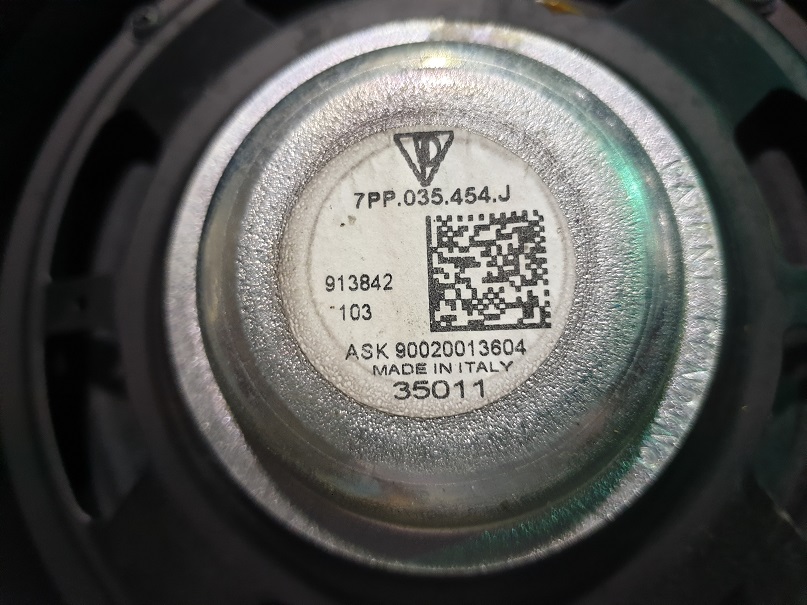 7PP.035.454.J
913842
103
ASK 90020013604
MADE IN ITALY
35011